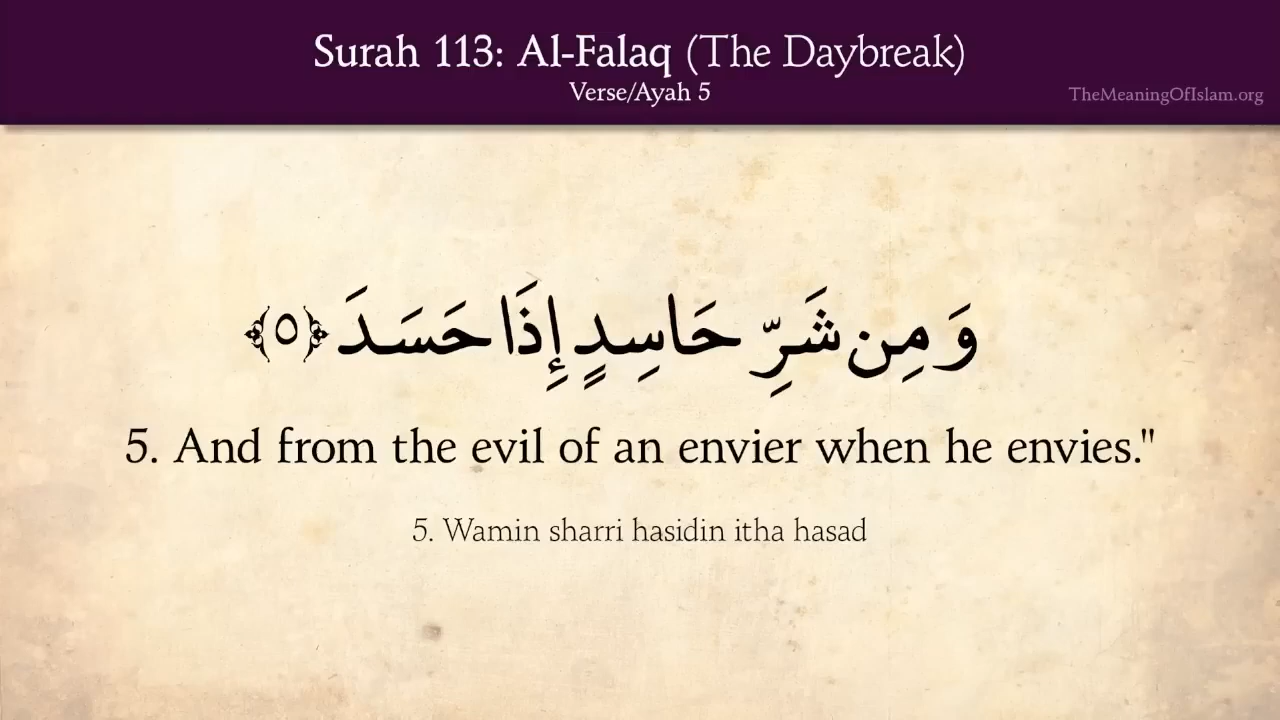 Surah 113: Al-Falaq (The Daybreak)
Verse/Ayah 5
TheMeaningOfIslam.org
وَمِن شَرِّ حَاسِدٍ إِذَا حَسَدَ ﴿٥﴾
5. And from the evil of an envier when he envies."
5. Wamin sharri hasidin itha hasad